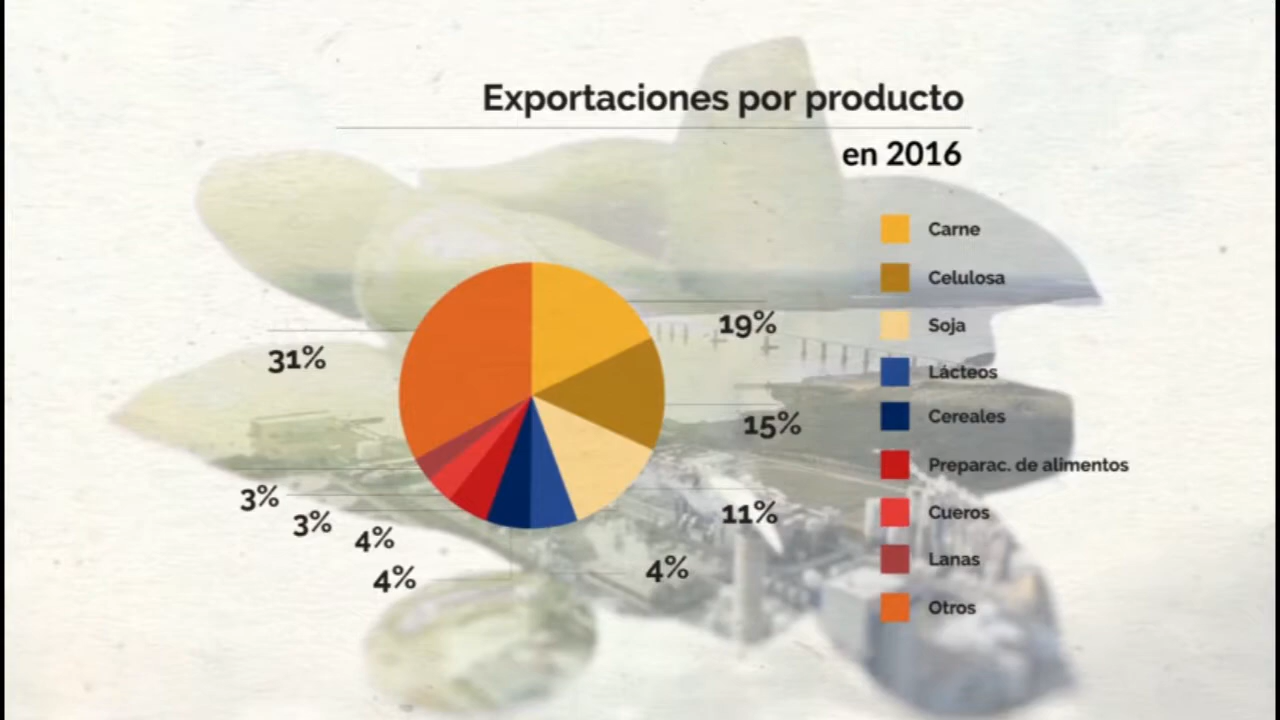 Exportaciones por producto
en 2016
Carne
Celulosa
Soja
Lácteos
Cereales
Preparac. de alimentos
Cueros
Lanas
Otros
19%
15%
11%
4%
4%
4%
3%
3%
31%